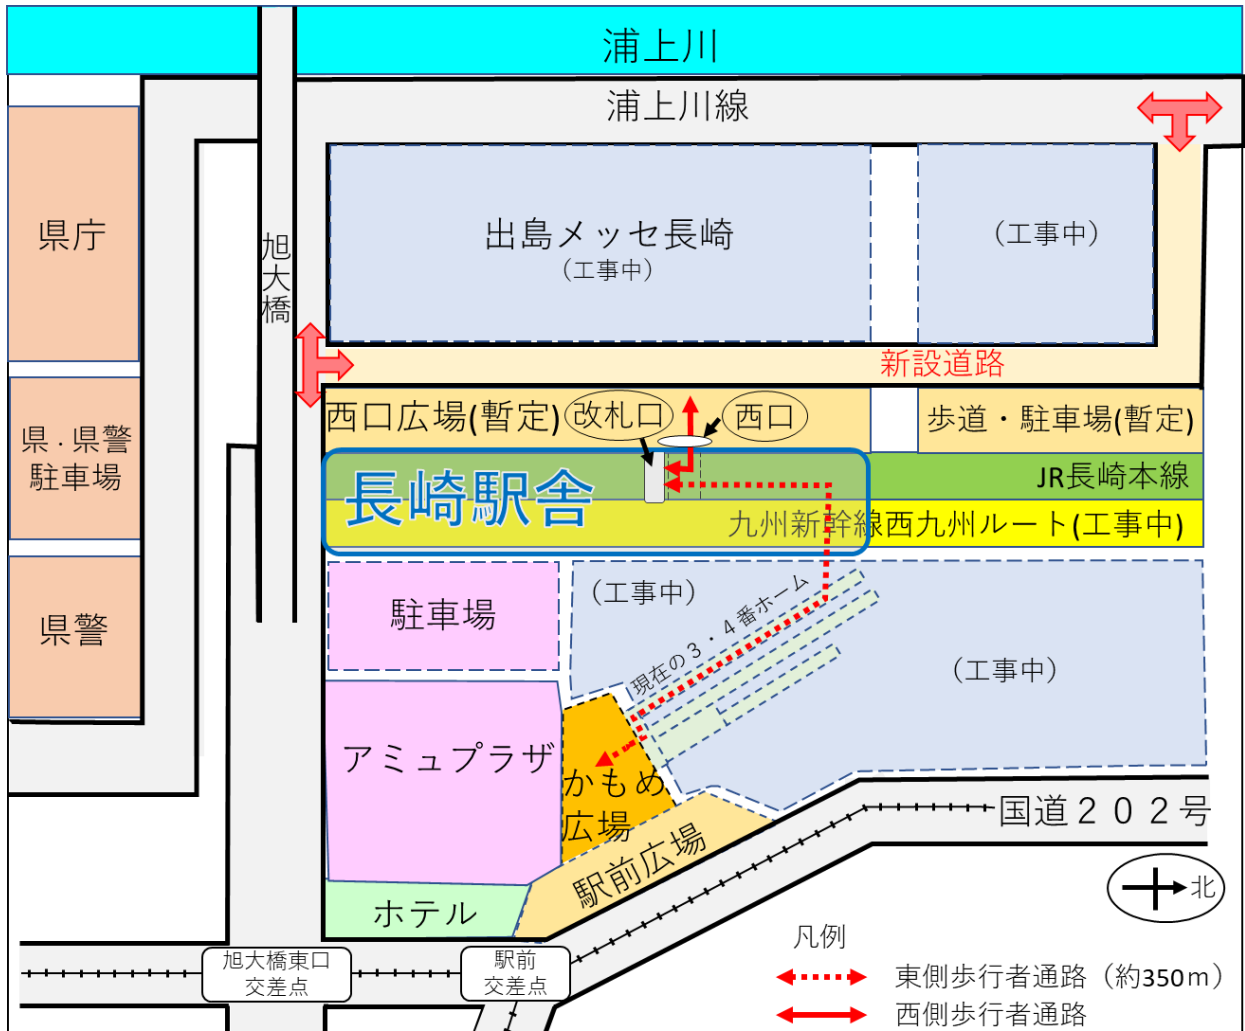 浦上川
浦上川線
県庁
旭大橋
出島メッセ長崎
(工事中)
(工事中)
新設道路
西口広場(暫定)
改札口
西口
歩道・駐車場(暫定)
県・県警
駐車場
長崎駅舎
JR長崎本線
九州新幹線西九州ルート(工事中)
県警
駐車場
(工事中)
現在の3・4番ホーム
(工事中)
アミュプラザ
かもめ
広場
駅前広場
国道202号
ホテル
北
旭大橋東口
交差点
駅前
交差点
凡例
東側歩行者通路(約350m)
西側歩行者通路